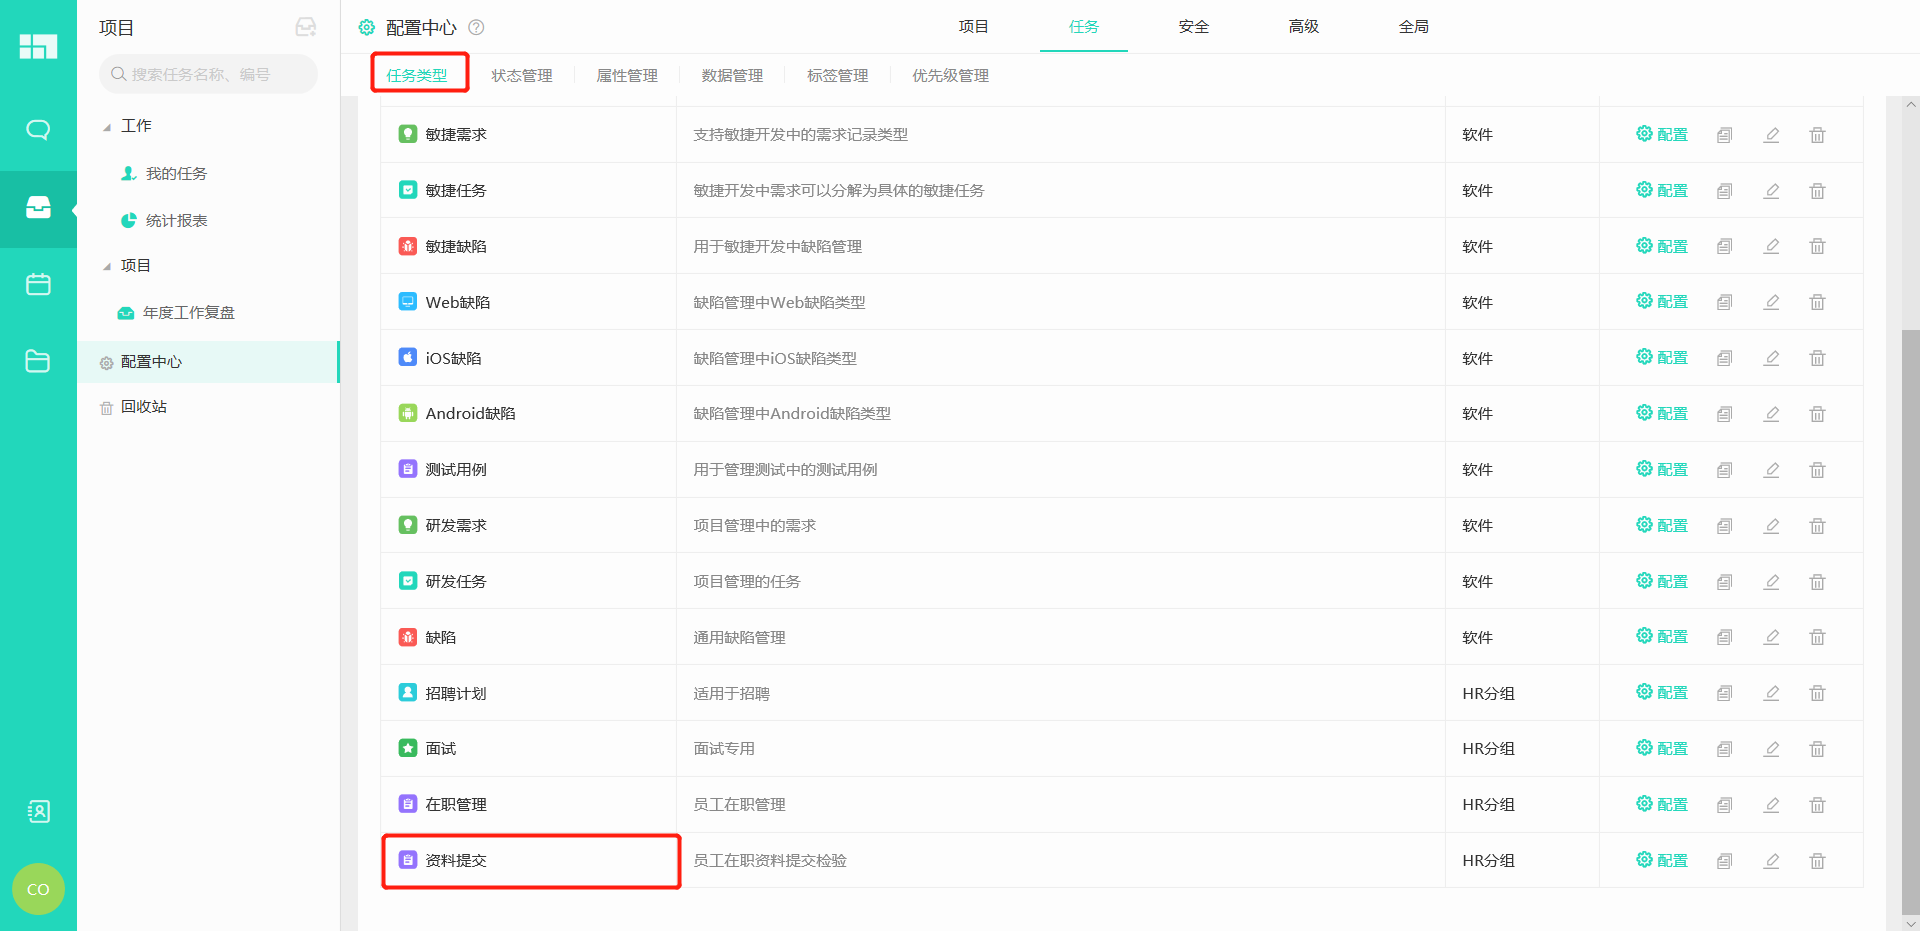 项目
搜索任务名称、编号
工作
我的任务
统计报表
项目
年度工作复盘
配置中心
回收站
CO
配置中心
项目 任务 安全 高级 全局
任务类型 状态管理 属性管理 数据管理 标签管理 优先级管理
敏捷需求 支持敏捷开发中的需求记录类型 软件 配置
敏捷任务 敏捷开发中需求可以分解为具体的敏捷任务 软件 配置
敏捷缺陷 用于敏捷开发中缺陷管理 软件 配置
Web缺陷 缺陷管理中Web缺陷类型 软件 配置
iOS缺陷 缺陷管理中iOS缺陷类型 软件 配置
Android缺陷 缺陷管理中Android缺陷类型 软件 配置
测试用例 用于管理测试中的测试用例 软件 配置
研发需求 项目管理中的需求 软件 配置
研发任务 项目管理的任务 软件 配置
缺陷 通用缺陷管理 软件 配置
招聘计划 适用于招聘 HR分组 配置
面试 面试专用 HR分组 配置
在职管理 员工在职管理 HR分组 配置
资料提交 员工在职资料提交检验 HR分组 配置